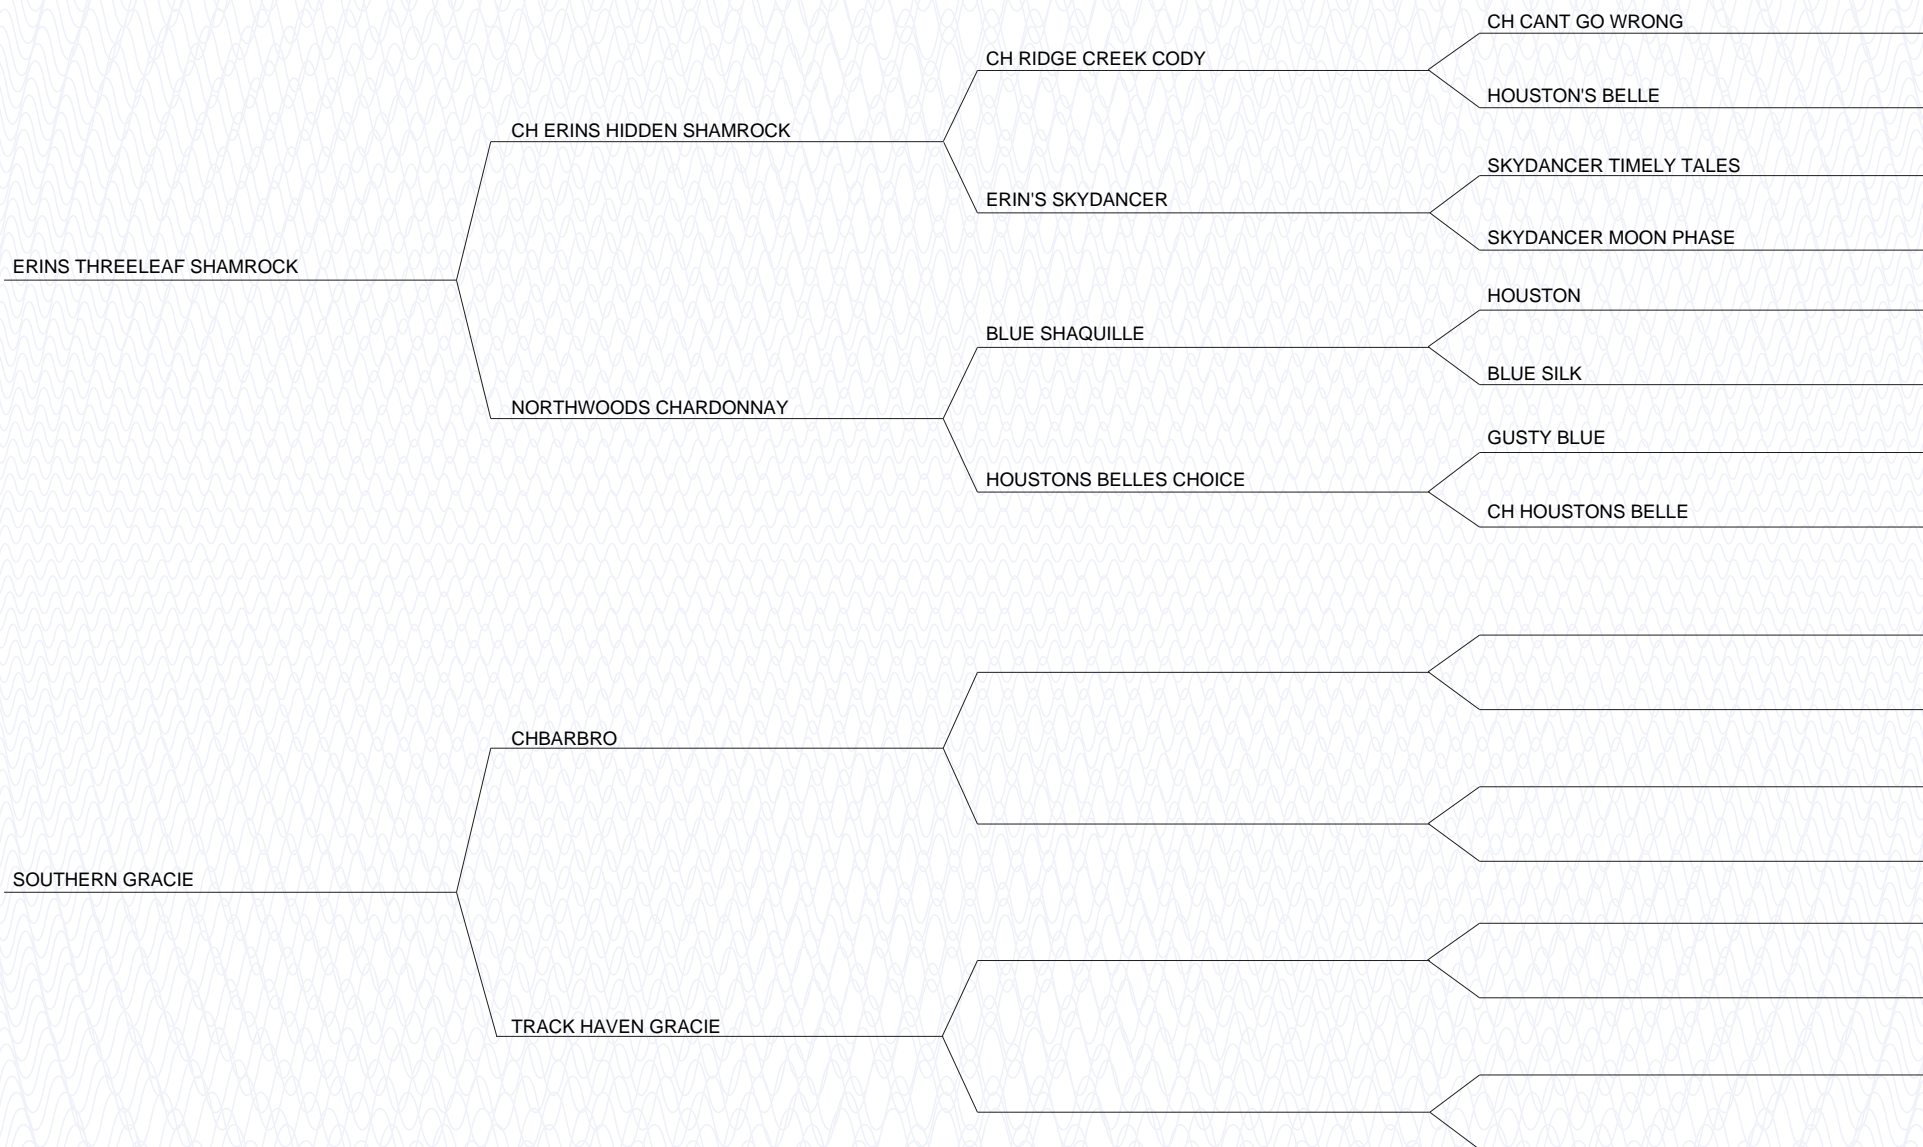 CH CANT GO WRONG
CH RIDGE CREEK CODY
HOUSTON'S BELLE
CH ERINS HIDDEN SHAMROCK
SKYDANCER TIMELY TALES
ERIN'S SKYDANCER
SKYDANCER MOON PHASE
ERINS THREELEAF SHAMROCK
HOUSTON
BLUE SHAQUILLE
BLUE SILK
NORTHWOODS CHARDONNAY
GUSTY BLUE
HOUSTONS BELLES CHOICE
CH HOUSTONS BELLE
CHBARBRO
SOUTHERN GRACIE
TRACK HAVEN GRACIE